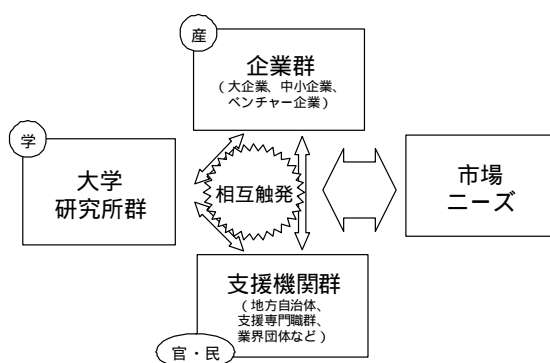 産
企業群
(大企業、中小企業、
ベンチャー企業)
学
大学
研究所群
相互触発
市場
ニーズ
支援機関群
(地方自治体、
支援専門職群、
業界団体など)
官・民